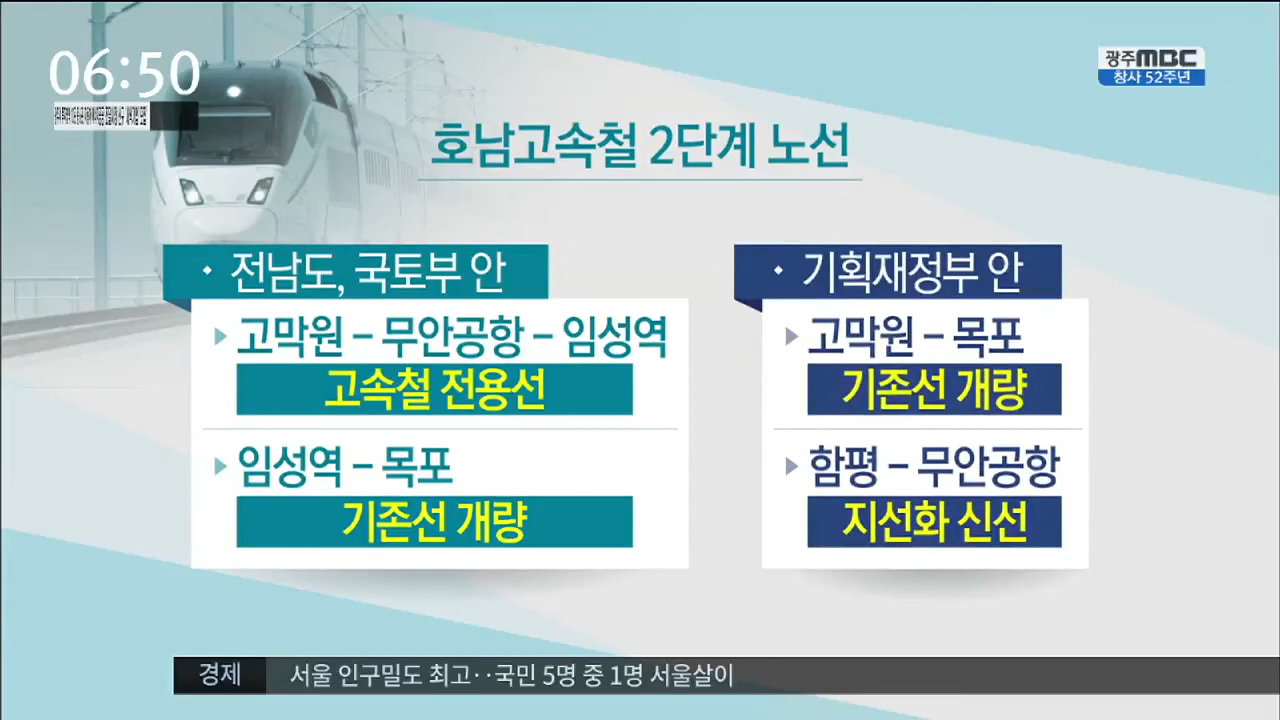 06:50
광주MBC
창사 52주년
호남고속철 2단계 노선
· 전남도, 국토부 안
고막원 – 무안공항 – 임성역
고속철 전용선
임성역 – 목포
기존선 개량
· 기획재정부 안
고막원 – 목포
기존선 개량
함평 – 무안공항
지선화 신선
경제 서울 인구밀도 최고‥국민 5명 중 1명 서울살이